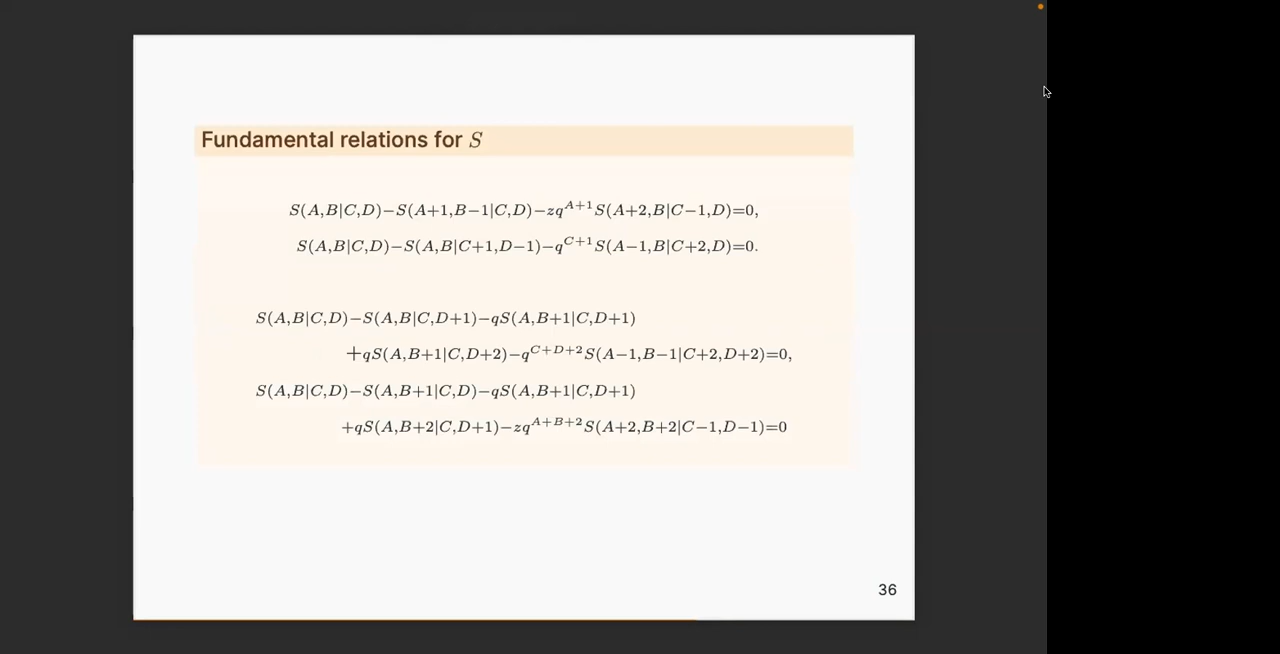 Fundamental relations for S
S(A,B|C,D)−S(A+1,B−1|C,D)−zq^{A+1}S(A+2,B|C−1,D)=0,
S(A,B|C,D)−S(A,B|C+1,D−1)−q^{C+1}S(A−1,B|C+2,D)=0.
S(A,B|C,D)−S(A,B|C,D+1)−qS(A,B+1|C,D+1)
+qS(A,B+1|C,D+2)−q^{C+D+2}S(A−1,B−1|C+2,D+2)=0,
S(A,B|C,D)−S(A,B+1|C,D)−qS(A,B+1|C,D+1)
+qS(A,B+2|C,D+1)−zq^{A+B+2}S(A+2,B+2|C−1,D−1)=0
36